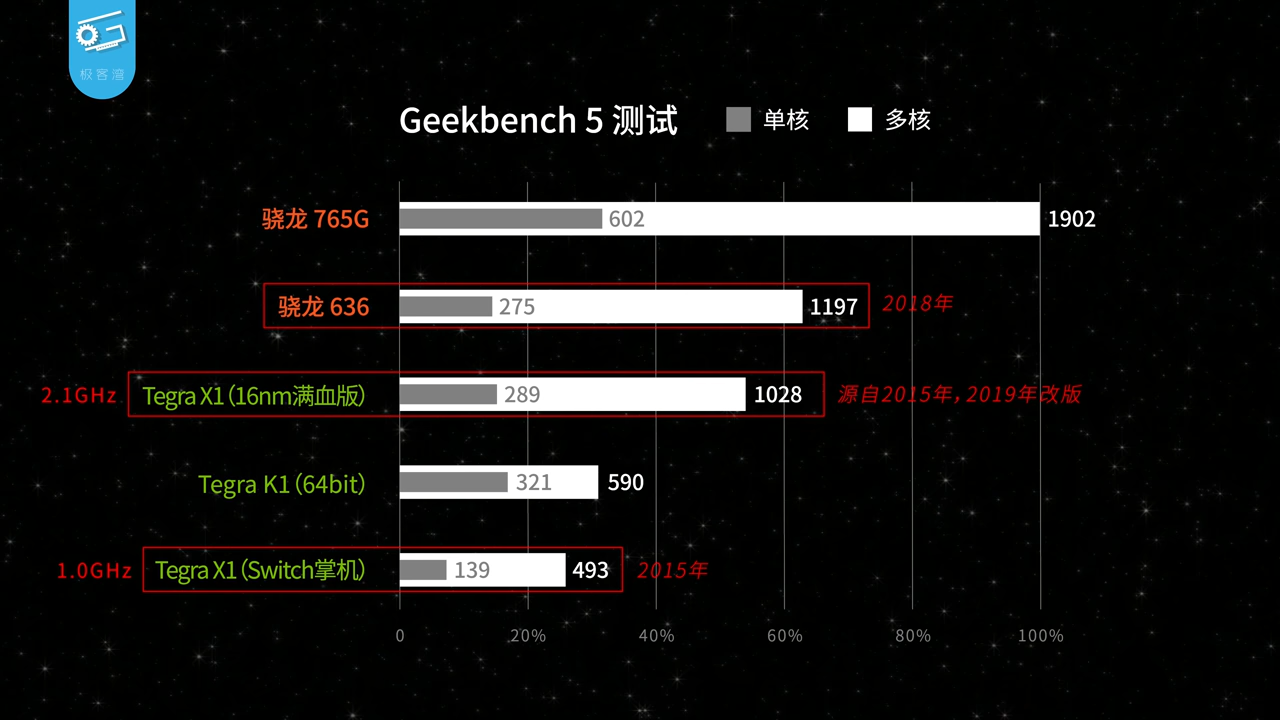 极客湾
Geekbench 5 测试
单核
多核
骁龙 765G
602
1902
骁龙 636
275
1197
2018年
2.1GHz
Tegra X1（16nm满血版）
289
1028
源自2015年，2019年改版
Tegra K1（64bit）
321
590
1.0GHz
Tegra X1（Switch掌机）
139
493
2015年
0
20%
40%
60%
80%
100%